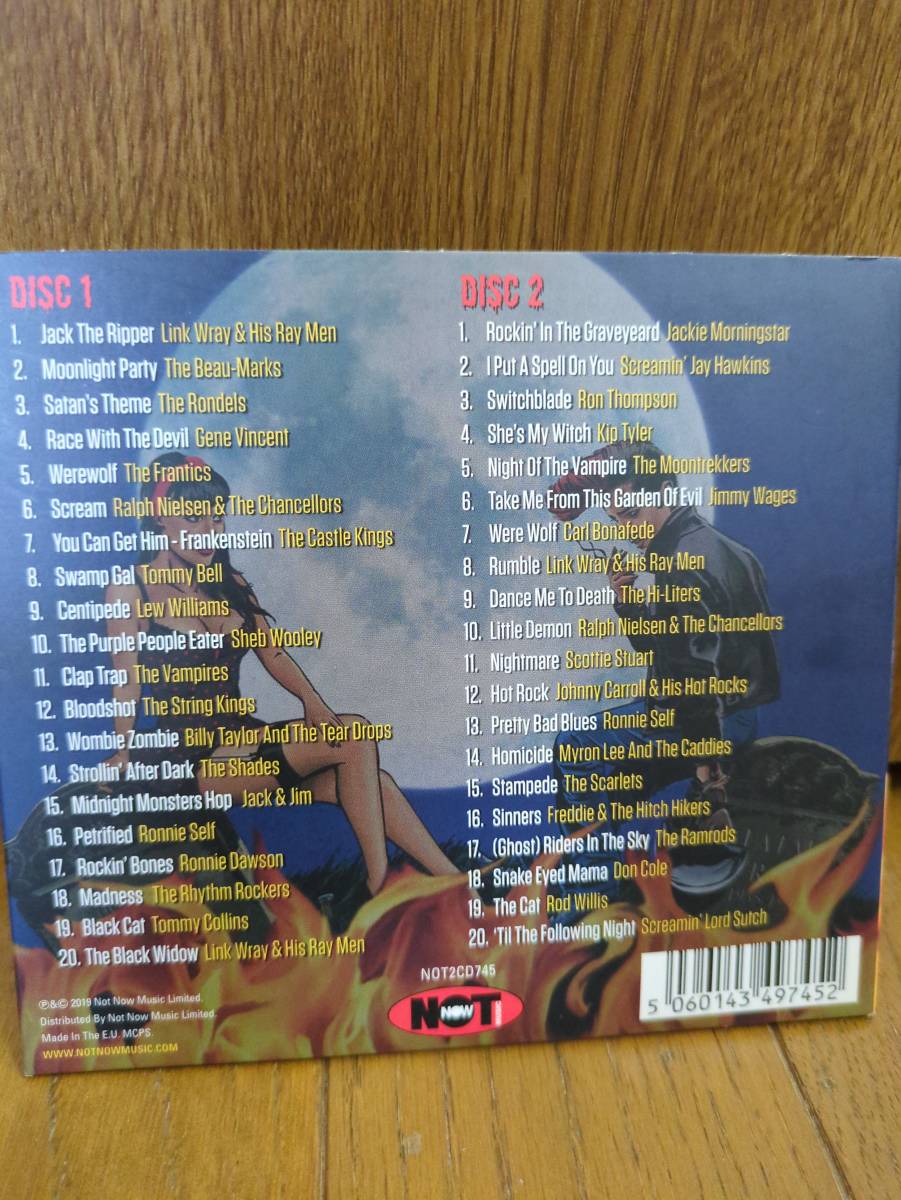 DISC 1
1. Jack The Ripper Link Wray & His Ray Men
2. Moonlight Party The Beau-Marks
3. Satan's Theme The Rondels
4. Race With The Devil Gene Vincent
5. Werewolf The Frantics
6. Scream Ralph Nielsen & The Chancellors
7. You Can Get Him - Frankenstein The Castle Kings
8. Swamp Gal Tommy Bell
9. Centipede Lew Williams
10. The Purple People Eater Sheb Wooley
11. Clap Trap The Vampires
12. Bloodshot The String Kings
13. Wombie Zombie Billy Taylor And The Tear Drops
14. Strollin' After Dark The Shades
15. Midnight Monsters Hop Jack & Jim
16. Petrified Ronnie Self
17. Rockin' Bones Ronnie Dawson
18. Madness The Rhythm Rockers
19. Black Cat Tommy Collins
20. The Black Widow Link Wray & His Ray Men
DISC 2
1. Rockin' In The Graveyeard Jackie Morningstar
2. I Put A Spell On You Screamin' Jay Hawkins
3. Switchblade Ron Thompson
4. She's My Witch Kip Tyler
5. Night Of The Vampire The Moontrekkers
6. Take Me From This Garden Of Evil Jimmy Wages
7. Were Wolf Carl Bonafede
8. Rumble Link Wray & His Ray Men
9. Dance Me To Death The Hi-Liters
10. Little Demon Ralph Nielsen & The Chancellors
11. Nightmare Scottie Stuart
12. Hot Rock Johnny Carroll & His Hot Rocks
13. Pretty Bad Blues Ronnie Self
14. Homicide Myron Lee And The Caddies
15. Stampede The Scarlets
16. Sinners Freddie & The Hitch Hikers
17. (Ghost) Riders In The Sky The Ramrods
18. Snake Eyed Mama Don Cole
19. The Cat Rod Willis
20. 'Til The Following Night Screamin' Lord Sutch
℗&© 2019 Not Now Music Limited.
Distributed By Not Now Music Limited.
Made In The E.U. MCPS.
WWW.NOTNOWMUSIC.COM
NOT2CD745
NOT NOW MUSIC
5 060143 497452